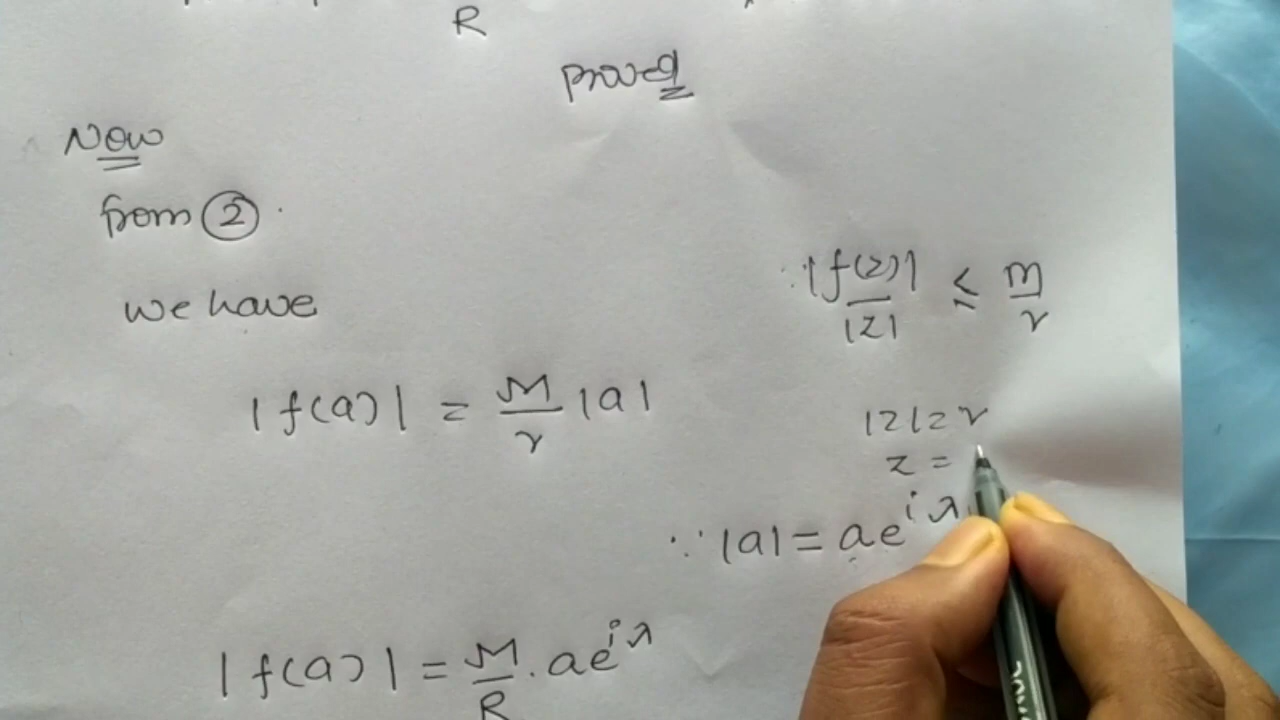 R
proved
Now
from ②.
we have
|f(z)|/|z| ≤ m/r
|f(a)| = M/r |a|
|z| = r
z =
∵ |a| = ae^{iλ}
|f(a)| = M/R . ae^{iλ}